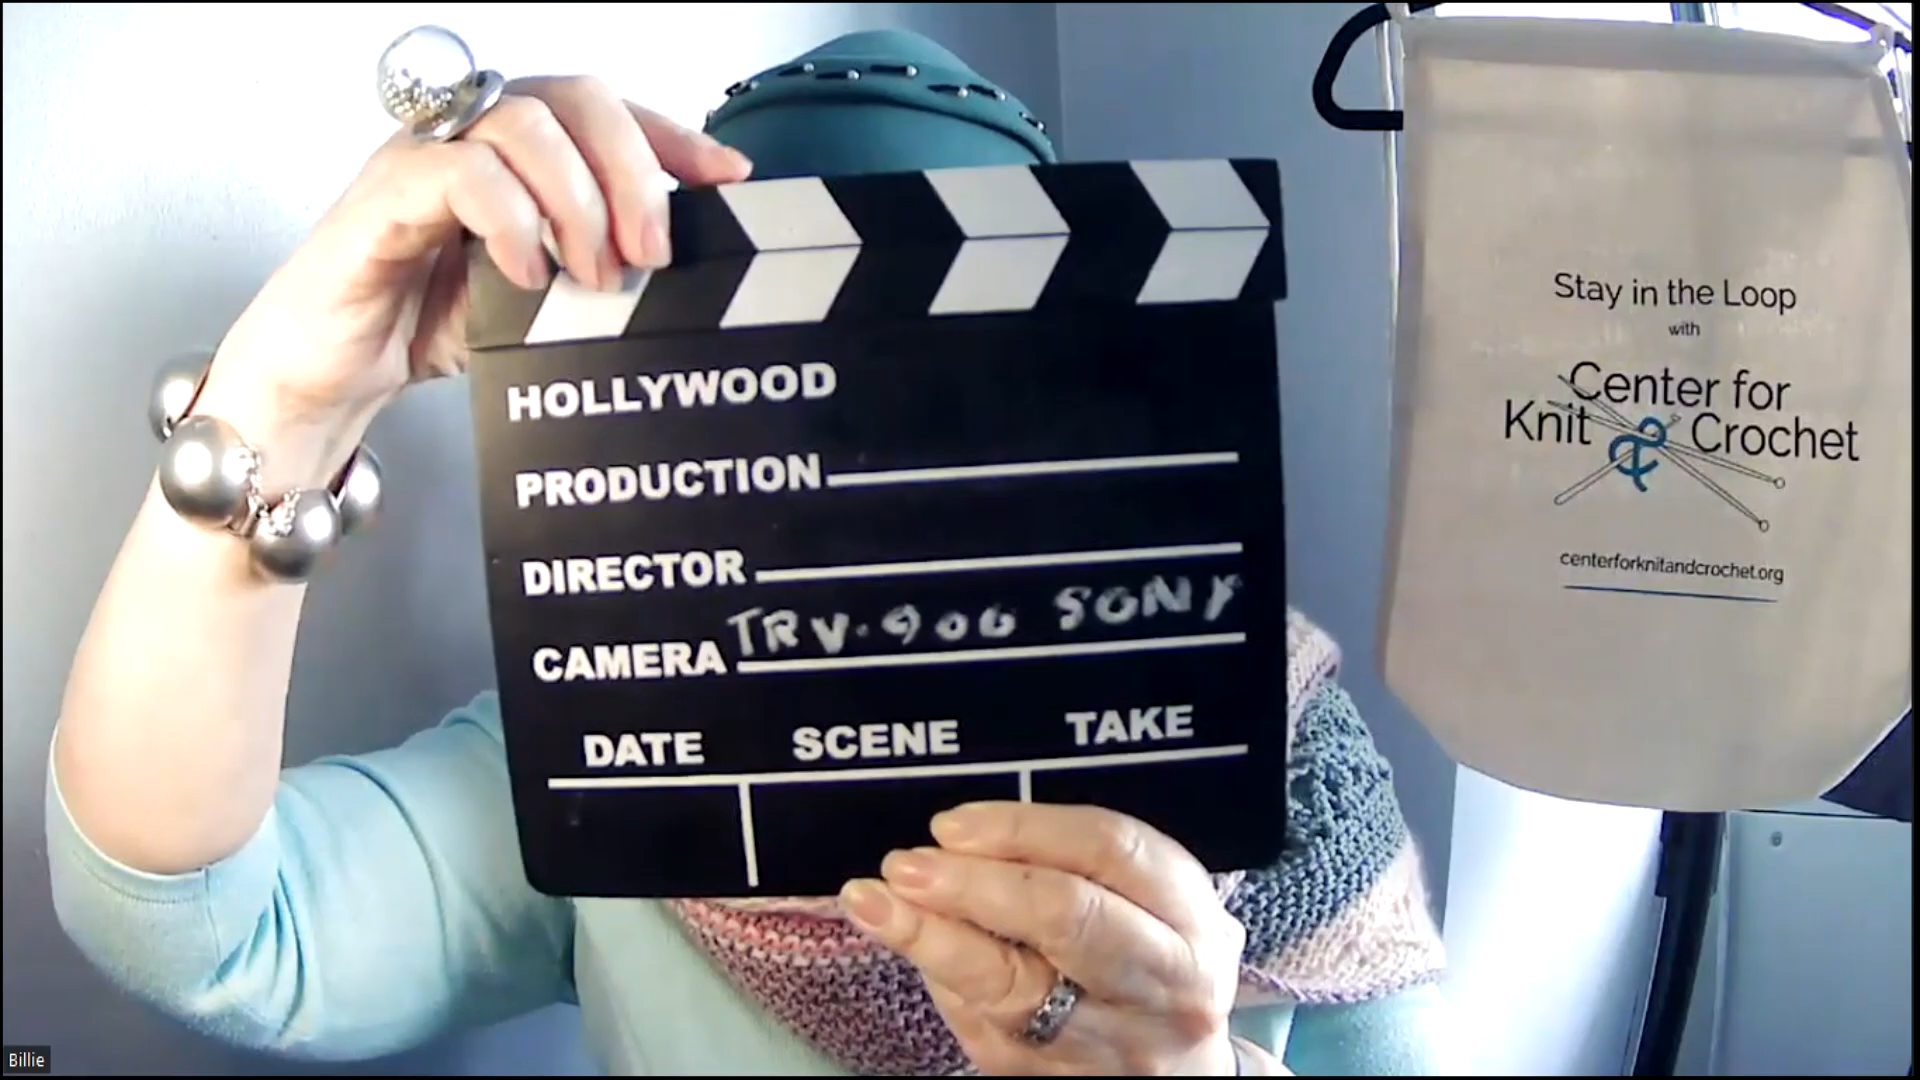 HOLLYWOOD
PRODUCTION
DIRECTOR
CAMERA TRV.900 SONY
DATE SCENE TAKE
Stay in the Loop
with
Center for
Knit & Crochet
centerforknitandcrochet.org
Billie